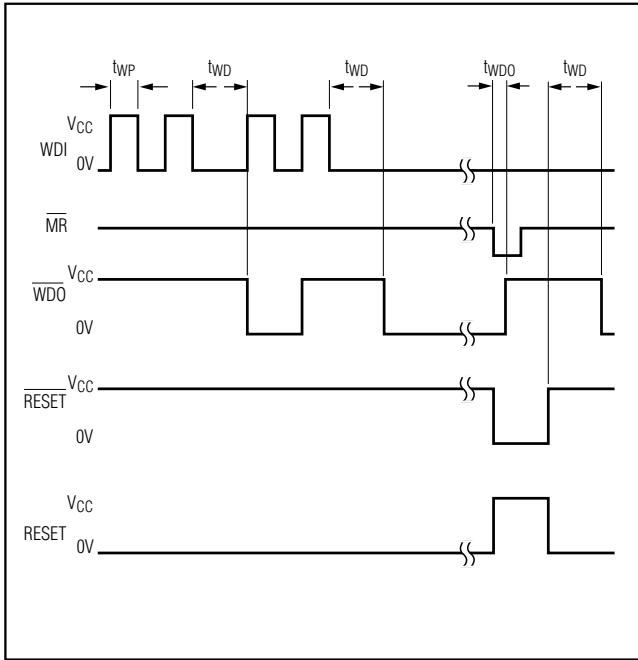 tWP tWD tWD tWDO tWD
VCC
WDI
0V
MR
VCC
WDO
0V
VCC
RESET
0V
VCC
RESET
0V